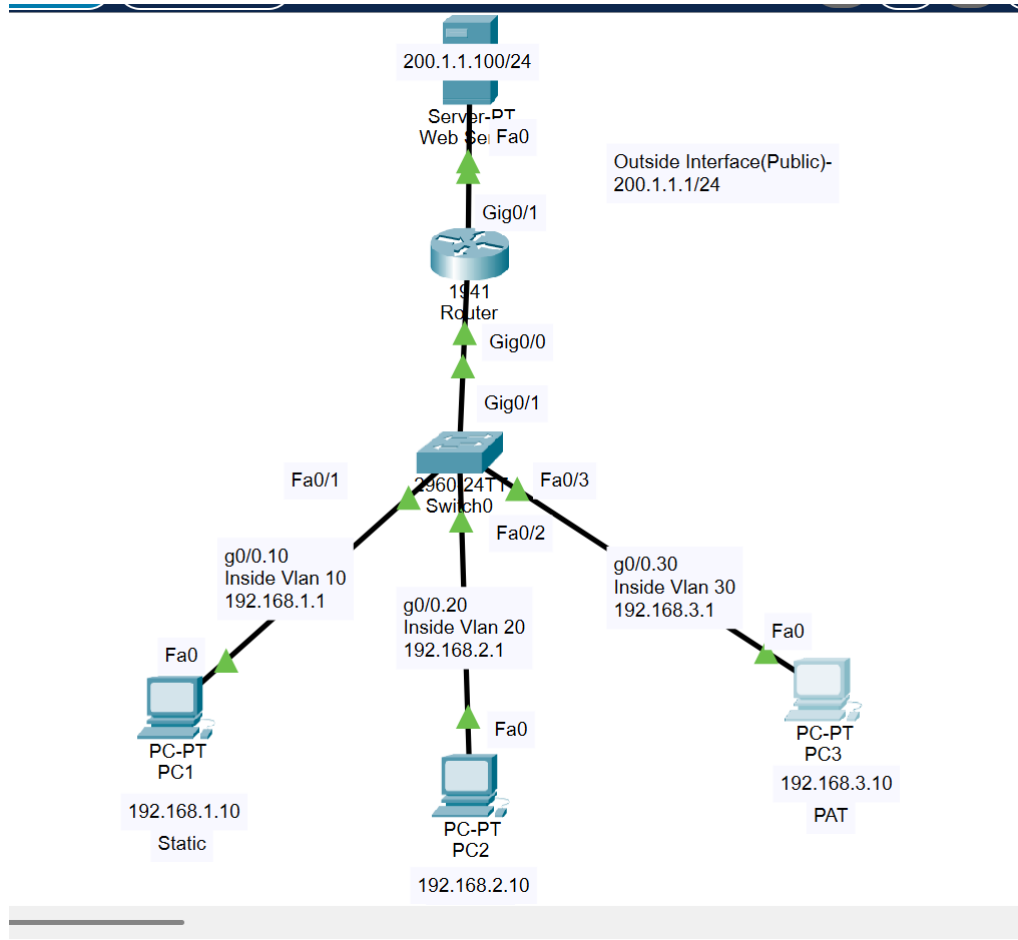 200.1.1.100/24
Server-PT
Web Ser Fa0
Outside Interface(Public)-
200.1.1.1/24
Gig0/1
1941
Router
Gig0/0
Gig0/1
Fa0/1
Fa0/3
2960-24TT
Switch0
Fa0/2
g0/0.10
Inside Vlan 10
192.168.1.1
g0/0.20
Inside Vlan 20
192.168.2.1
g0/0.30
Inside Vlan 30
192.168.3.1
Fa0
Fa0
Fa0
PC-PT
PC1
192.168.1.10
Static
PC-PT
PC2
192.168.2.10
PC-PT
PC3
192.168.3.10
PAT